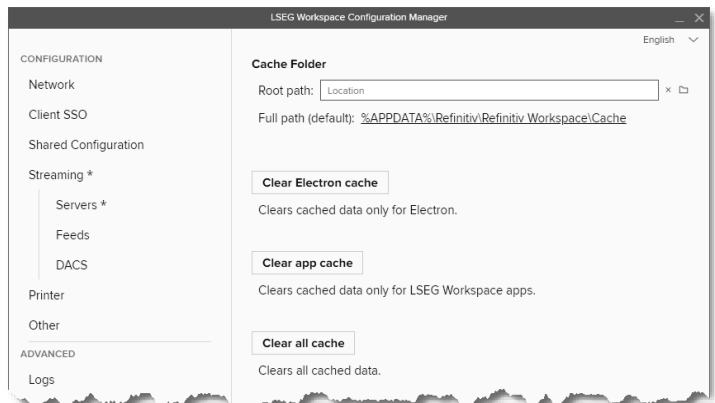 LSEG Workspace Configuration Manager
English
CONFIGURATION
Network
Client SSO
Shared Configuration
Streaming *
Servers *
Feeds
DACS
Printer
Other
ADVANCED
Logs
Cache Folder
Root path: Location
Full path (default): %APPDATA%\Refinitiv\Refinitiv Workspace\Cache
Clear Electron cache
Clears cached data only for Electron.
Clear app cache
Clears cached data only for LSEG Workspace apps.
Clear all cache
Clears all cached data.